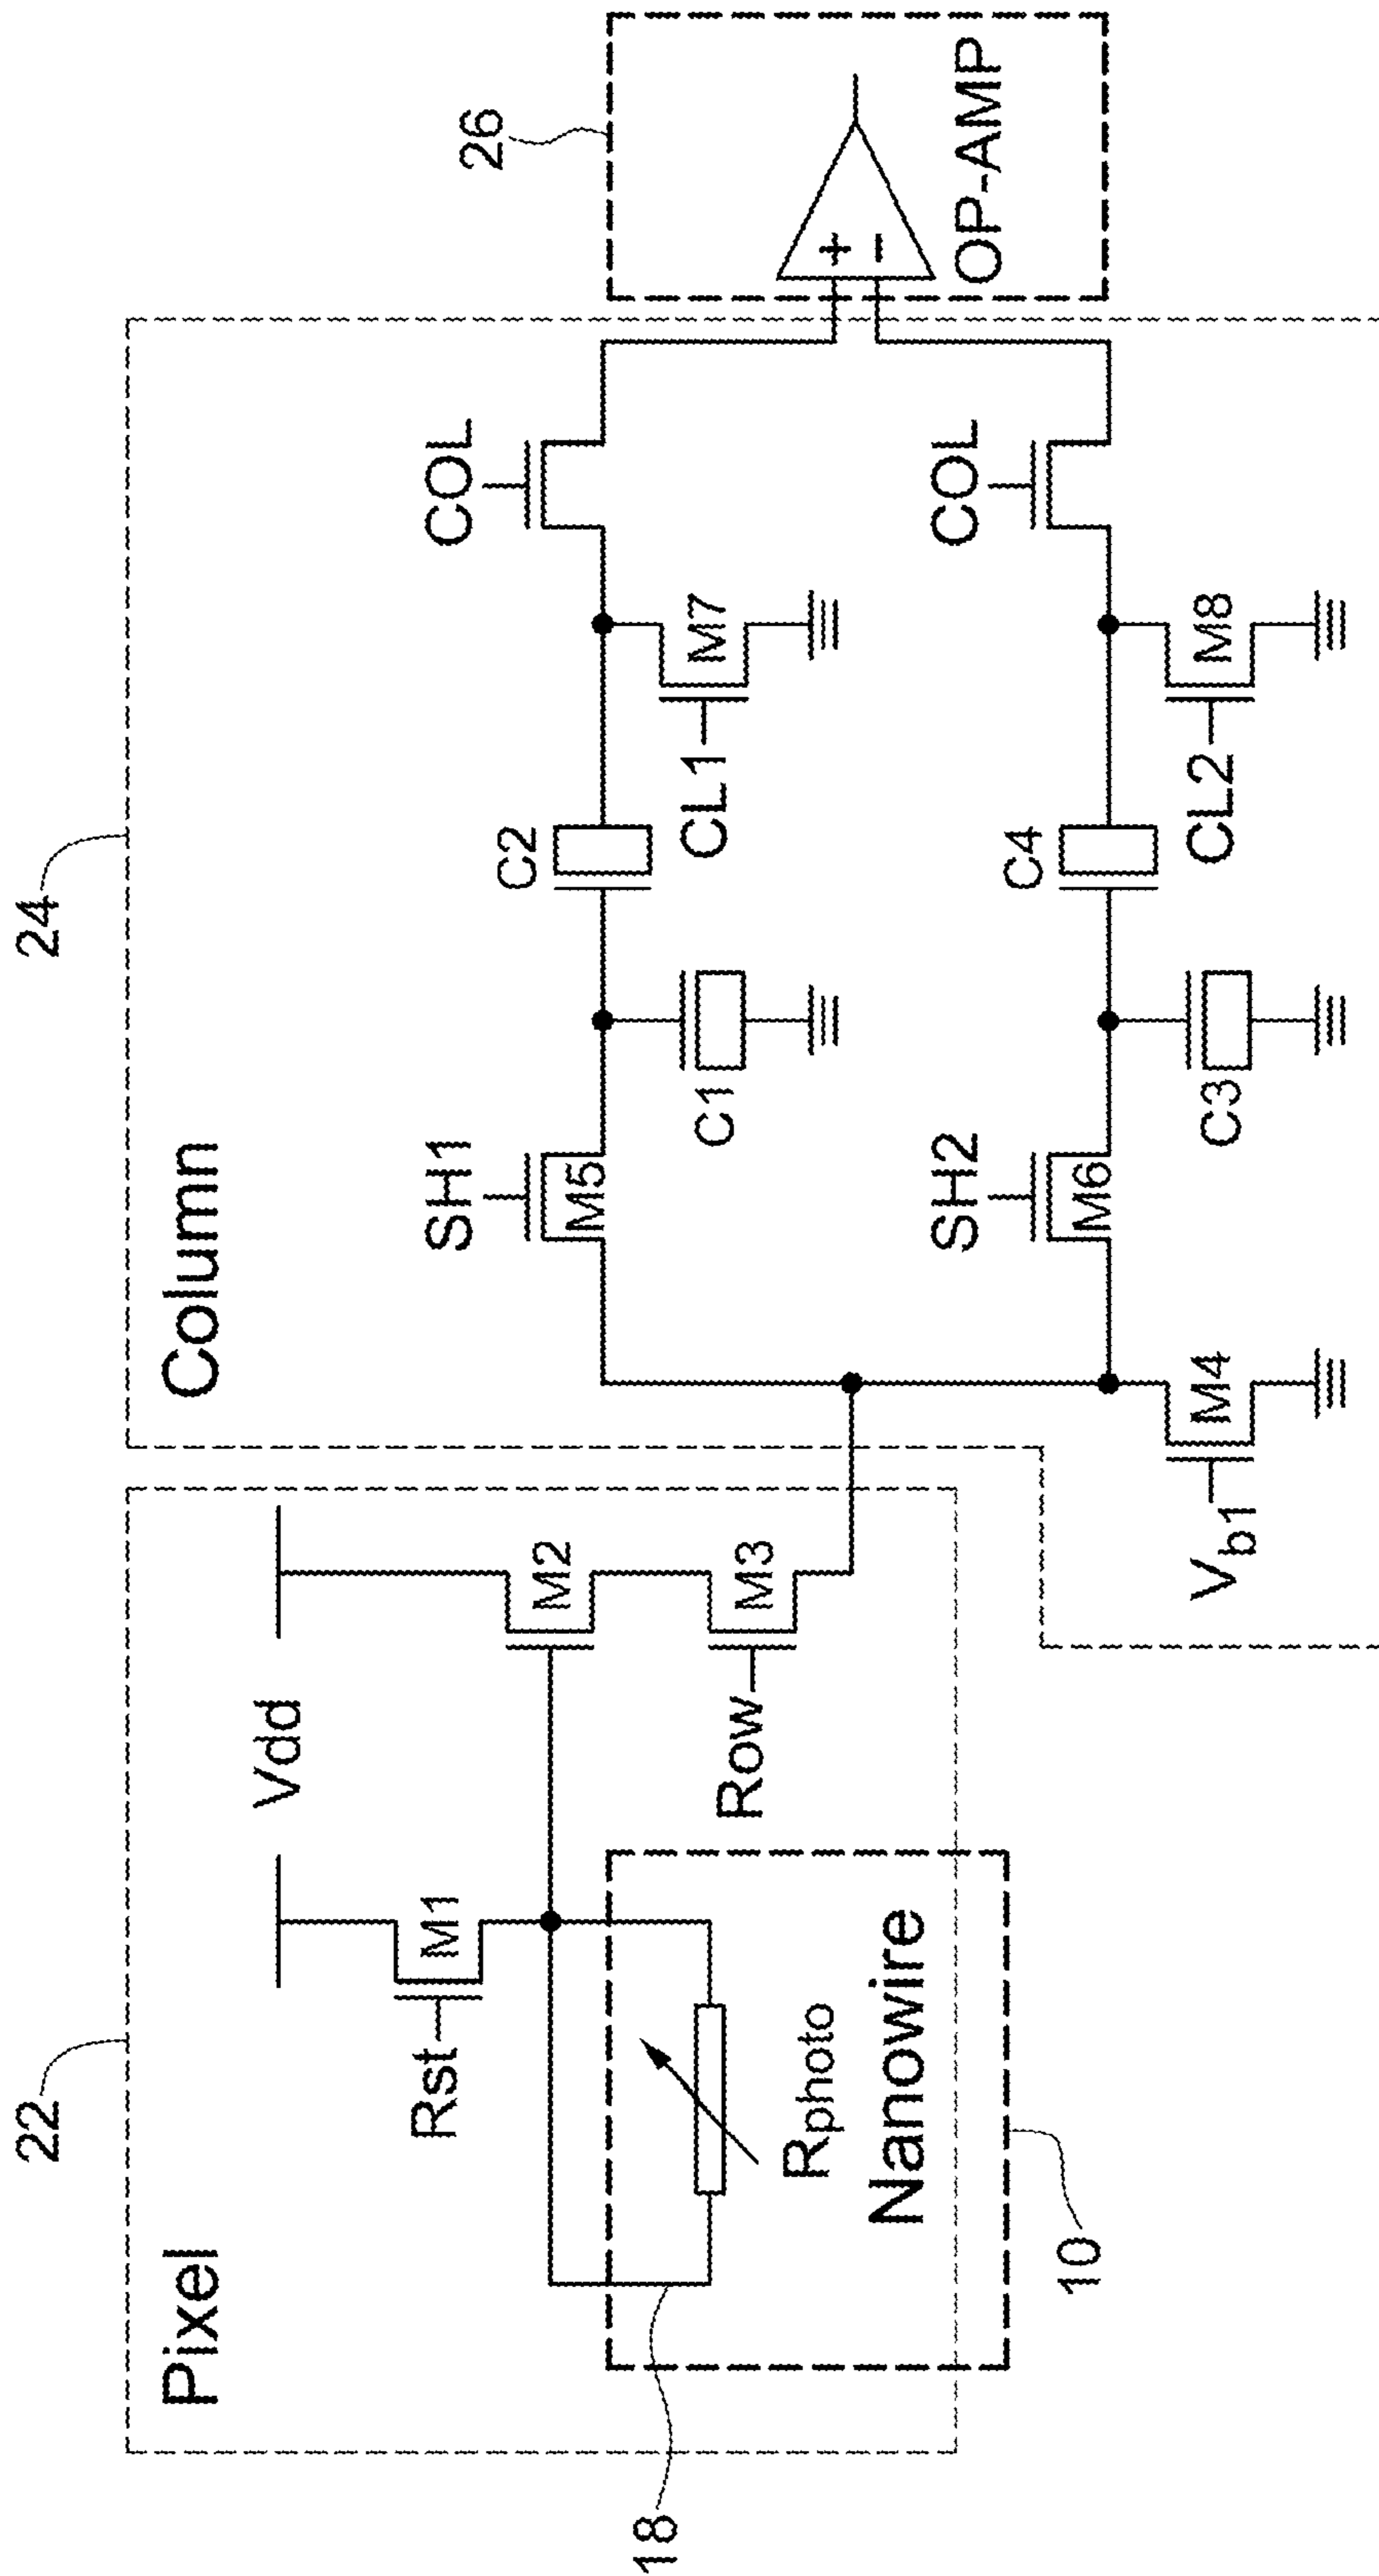 22
24
26
Pixel
Column
Vdd
Rst
M1
M2
M3
Row
Rphoto
Nanowire
18
10
SH1
M5
C1
C2
CL1
M7
COL
SH2
M6
C3
C4
CL2
M8
COL
Vb1
M4
+
−
OP-AMP